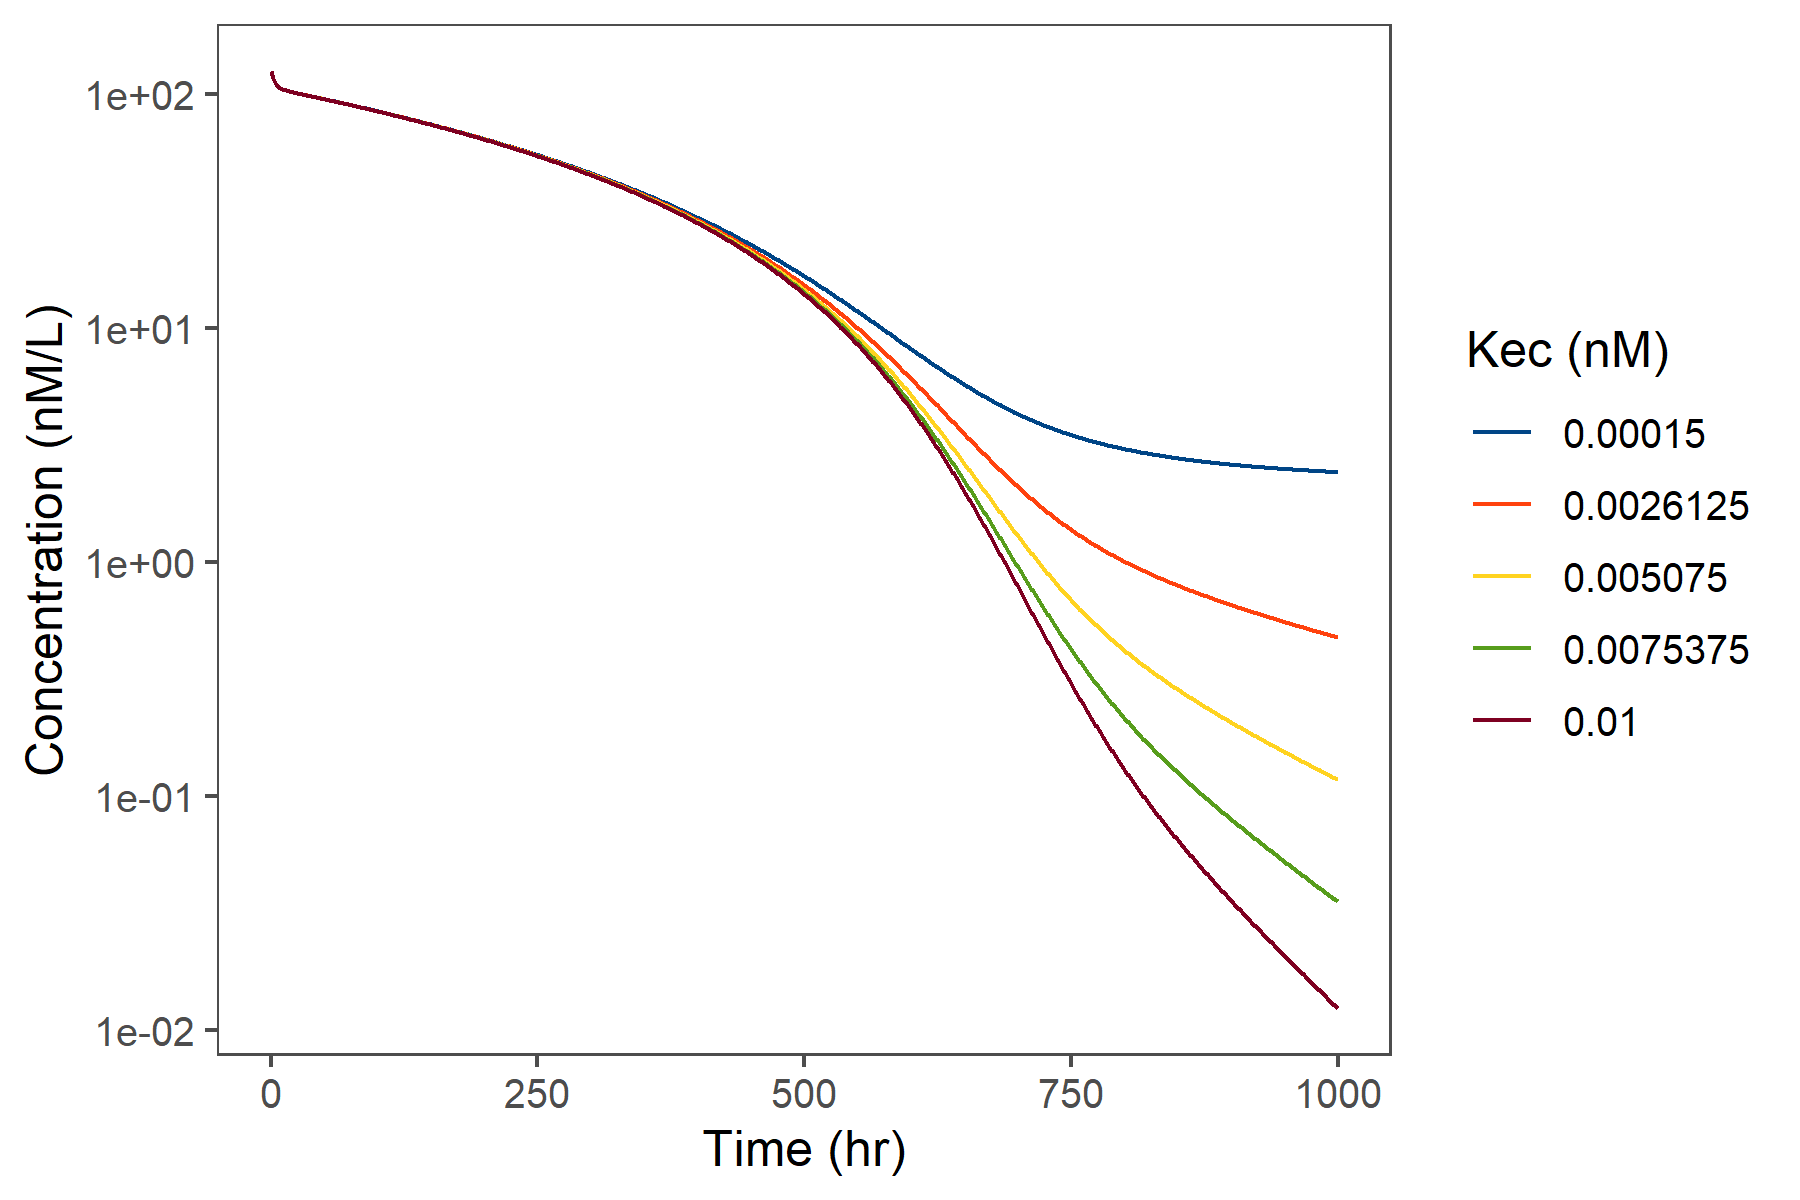 Concentration (nM/L)
1e+02
1e+01
1e+00
1e-01
1e-02
0 250 500 750 1000
Time (hr)
Kec (nM)
0.00015
0.0026125
0.005075
0.0075375
0.01